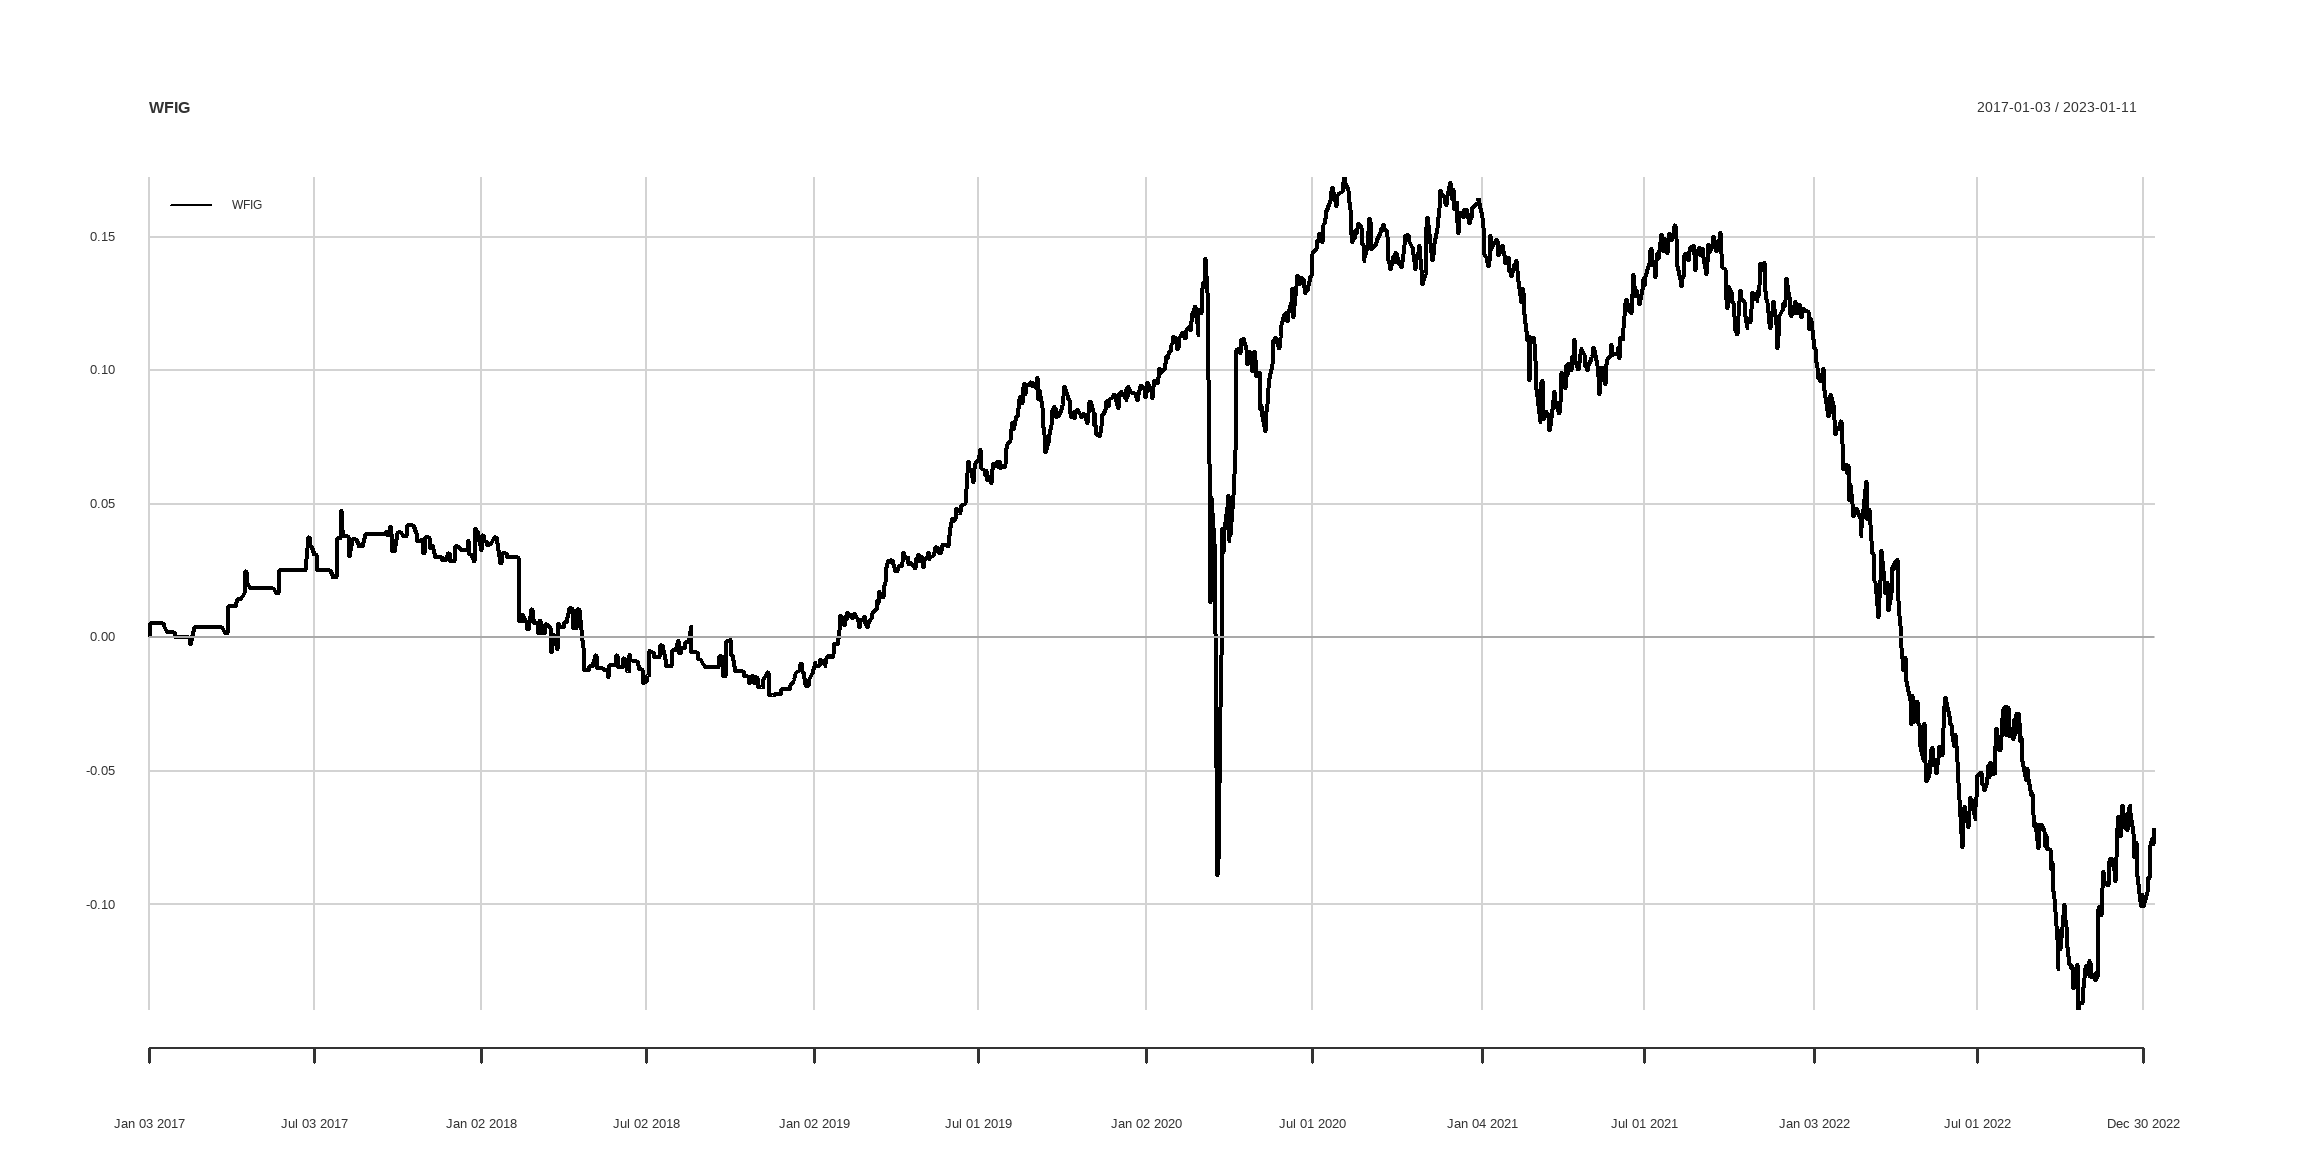 WFIG
2017-01-03 / 2023-01-11
WFIG
0.15
0.10
0.05
0.00
-0.05
-0.10
Jan 03 2017
Jul 03 2017
Jan 02 2018
Jul 02 2018
Jan 02 2019
Jul 01 2019
Jan 02 2020
Jul 01 2020
Jan 04 2021
Jul 01 2021
Jan 03 2022
Jul 01 2022
Dec 30 2022